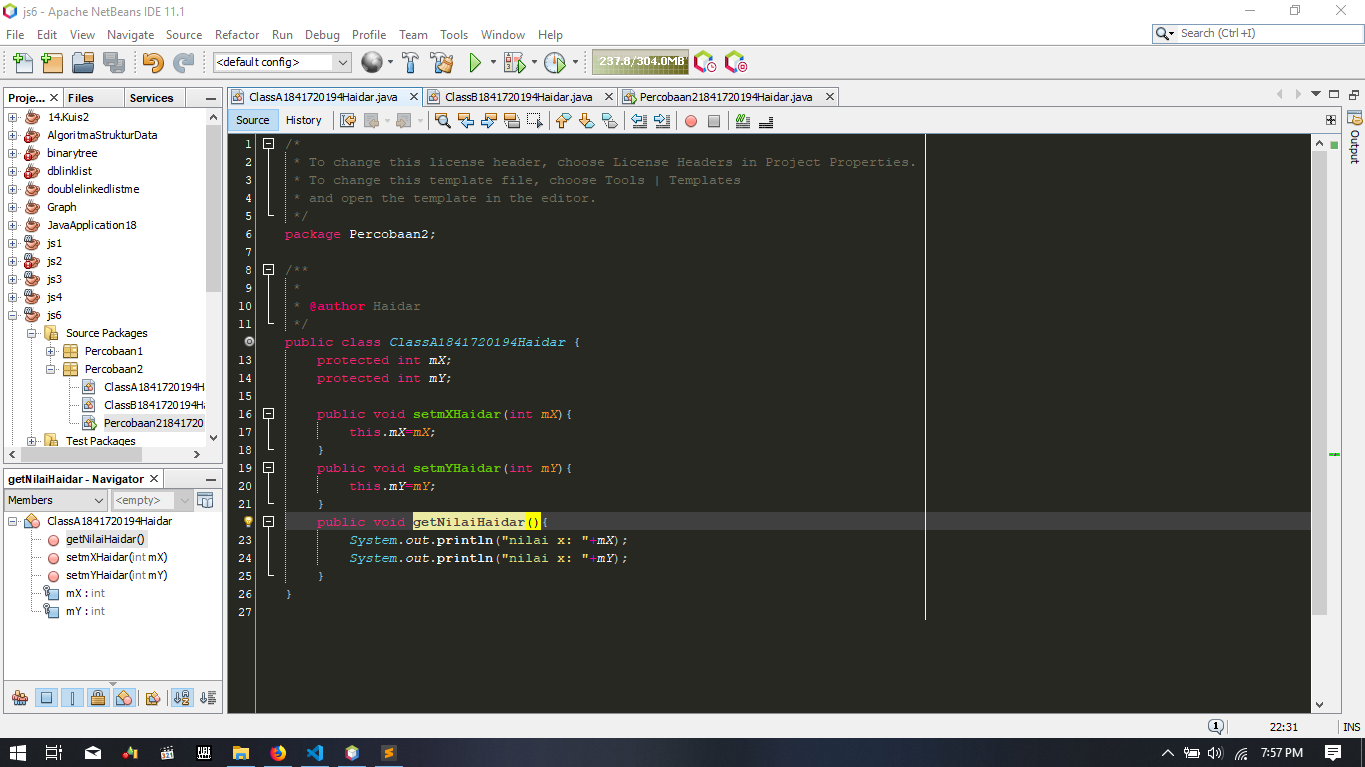 js6 - Apache NetBeans IDE 11.1
File Edit View Navigate Source Refactor Run Debug Profile Team Tools Window Help
Search (Ctrl+I)
<default config>
237.8/304.0MB
Proje... Files Services
ClassA1841720194Haidar.java ClassB1841720194Haidar.java Percobaan21841720194Haidar.java
Source History
14.Kuis2
AlgoritmaStrukturData
binarytree
dblinklist
doublelinkedlistme
Graph
JavaApplication18
js1
js2
js3
js4
js6
Source Packages
Percobaan1
Percobaan2
ClassA1841720194H
ClassB1841720194H
Percobaan21841720
Test Packages
getNilaiHaidar - Navigator
Members <empty>
ClassA1841720194Haidar
getNilaiHaidar()
setmXHaidar(int mX)
setmYHaidar(int mY)
mX : int
mY : int
1 /*
2 * To change this license header, choose License Headers in Project Properties.
3 * To change this template file, choose Tools | Templates
4 * and open the template in the editor.
5 */
6 package Percobaan2;
7
8 /**
9 *
10 * @author Haidar
11 */
public class ClassA1841720194Haidar {
13 protected int mX;
14 protected int mY;
15
16 public void setmXHaidar(int mX){
17 this.mX=mX;
18 }
19 public void setmYHaidar(int mY){
20 this.mY=mY;
21 }
public void getNilaiHaidar(){
23 System.out.println("nilai x: "+mX);
24 System.out.println("nilai x: "+mY);
25 }
26 }
27
Output
1 22:31 INS
7:57 PM